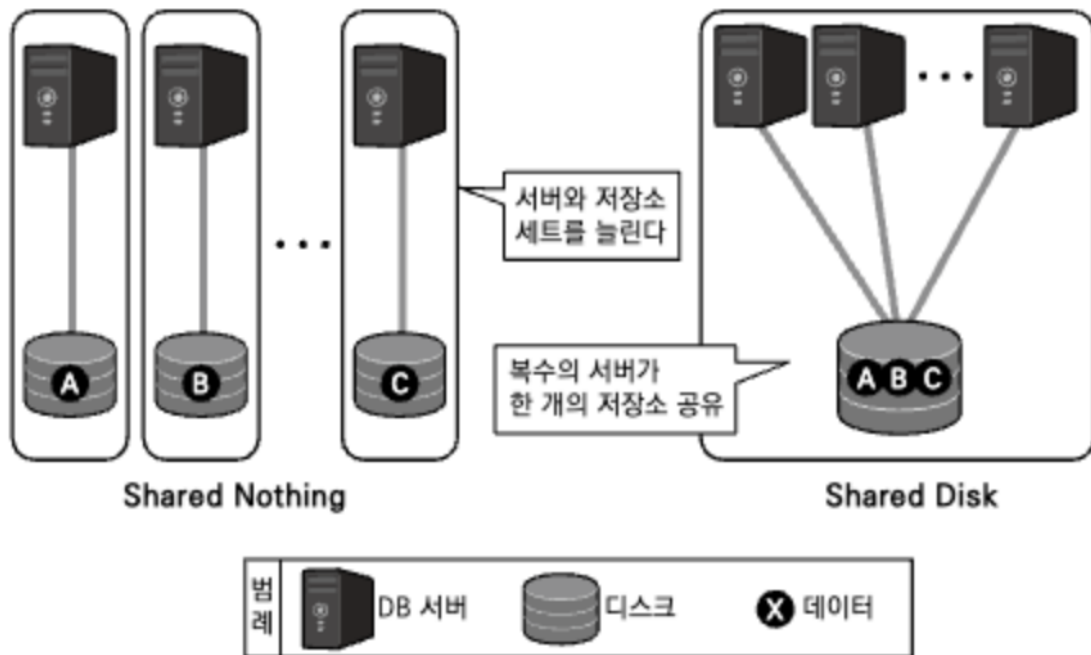 서버와 저장소
세트를 늘린다
복수의 서버가
한 개의 저장소 공유
A
B
C
A B C
Shared Nothing
Shared Disk
범례
DB 서버
디스크
X 데이터